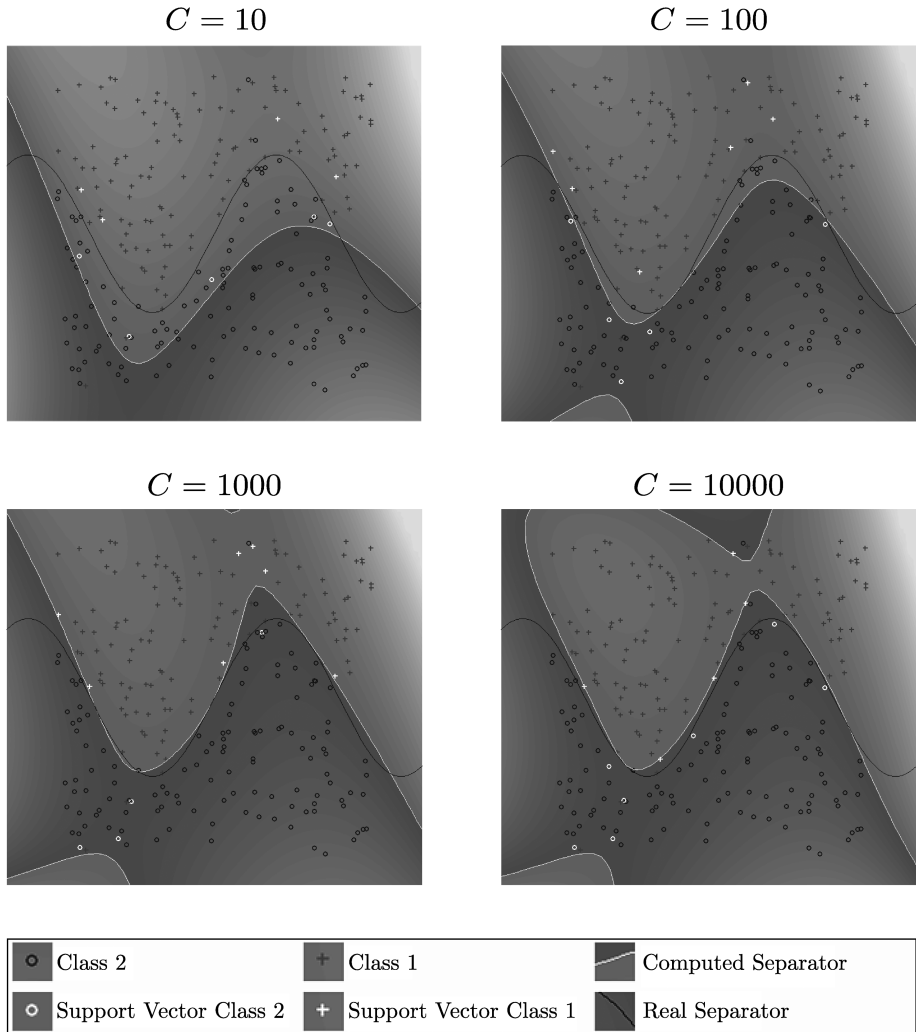 C = 10
C = 100
C = 1000
C = 10000
Class 2
Class 1
Computed Separator
Support Vector Class 2
Support Vector Class 1
Real Separator